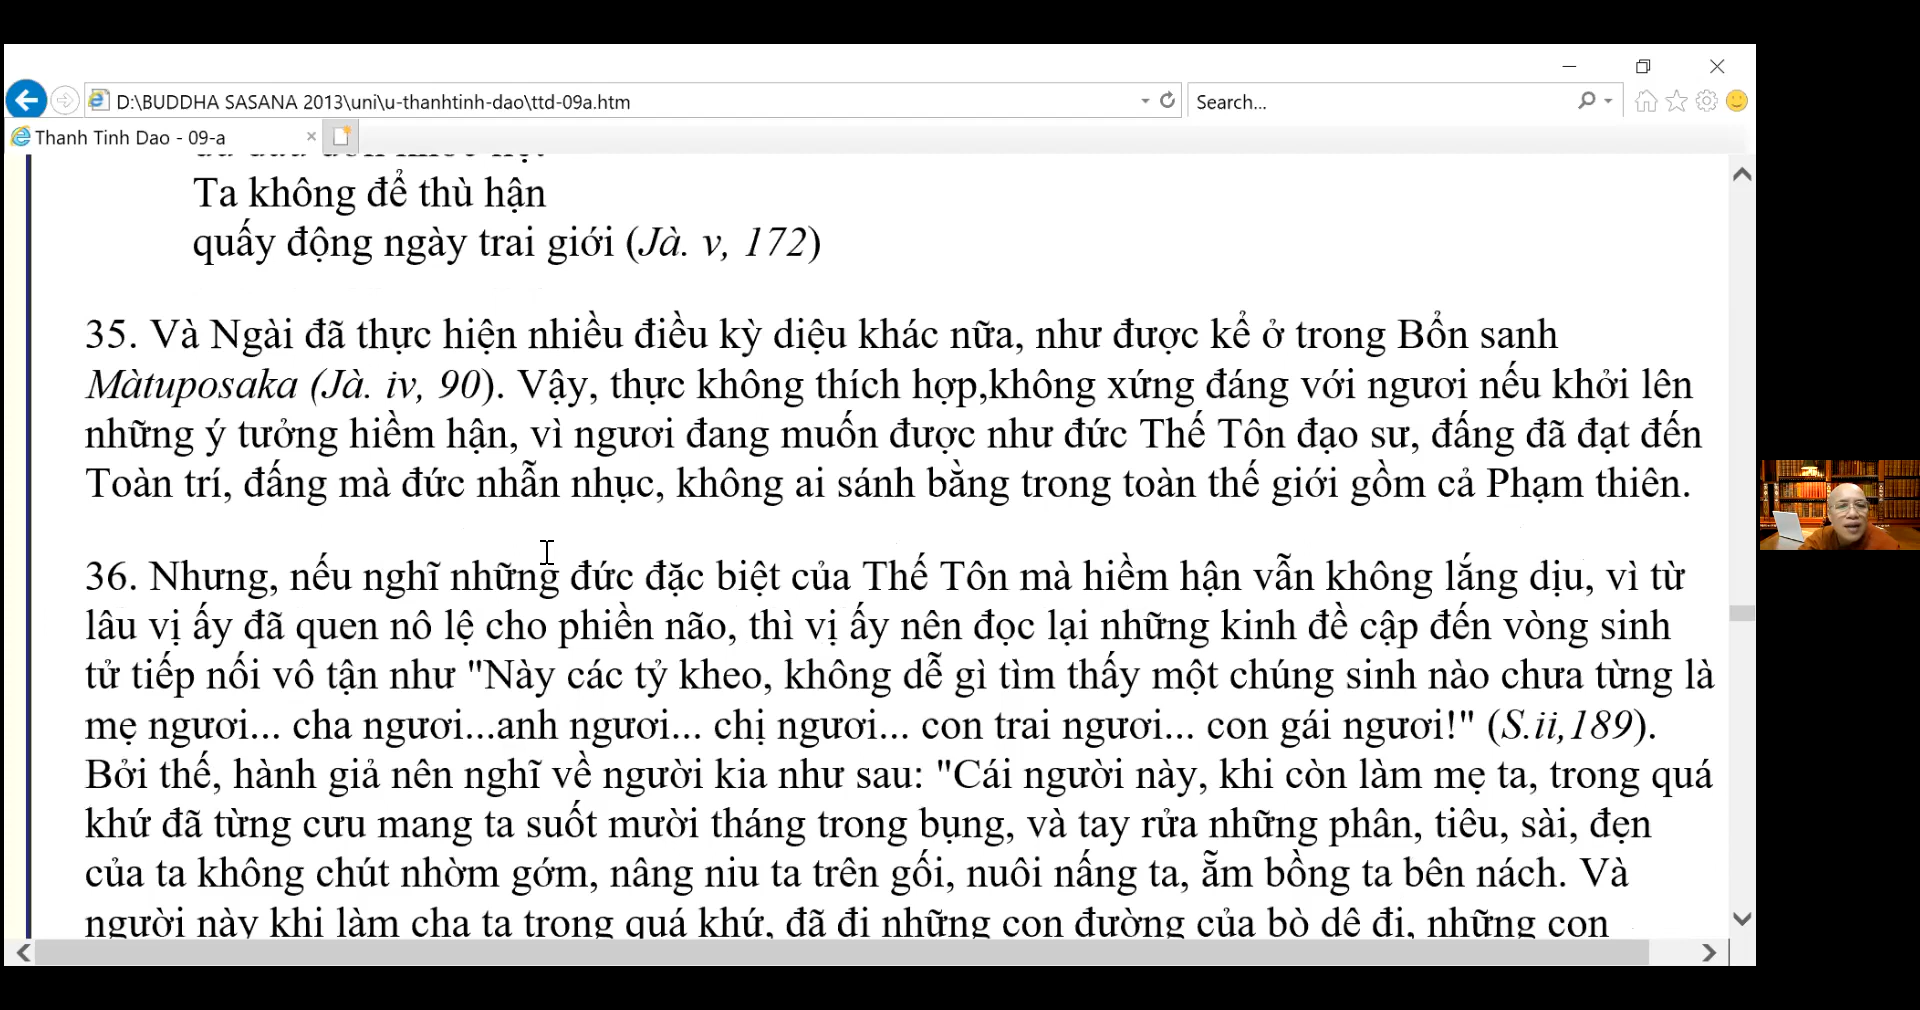 D:\BUDDHA SASANA 2013\uni\u-thanhtinh-dao\ttd-09a.htm
Search...
Thanh Tinh Dao - 09-a
Ta không để thù hận
quấy động ngày trai giới (Jà. v, 172)
35. Và Ngài đã thực hiện nhiều điều kỳ diệu khác nữa, như được kể ở trong Bổn sanh
Màtuposaka (Jà. iv, 90). Vậy, thực không thích hợp,không xứng đáng với ngươi nếu khởi lên
những ý tưởng hiềm hận, vì ngươi đang muốn được như đức Thế Tôn đạo sư, đấng đã đạt đến
Toàn trí, đấng mà đức nhẫn nhục, không ai sánh bằng trong toàn thế giới gồm cả Phạm thiên.
36. Nhưng, nếu nghĩ những đức đặc biệt của Thế Tôn mà hiềm hận vẫn không lắng dịu, vì từ
lâu vị ấy đã quen nô lệ cho phiền não, thì vị ấy nên đọc lại những kinh đề cập đến vòng sinh
tử tiếp nối vô tận như "Này các tỷ kheo, không dễ gì tìm thấy một chúng sinh nào chưa từng là
mẹ ngươi... cha ngươi...anh ngươi... chị ngươi... con trai ngươi... con gái ngươi!" (S.ii,189).
Bởi thế, hành giả nên nghĩ về người kia như sau: "Cái người này, khi còn làm mẹ ta, trong quá
khứ đã từng cưu mang ta suốt mười tháng trong bụng, và tay rửa những phân, tiêu, sài, đẹn
của ta không chút nhờm gớm, nâng niu ta trên gối, nuôi nấng ta, ẵm bồng ta bên nách. Và
người này khi làm cha ta trong quá khứ, đã đi những con đường của bò dê đi, những con